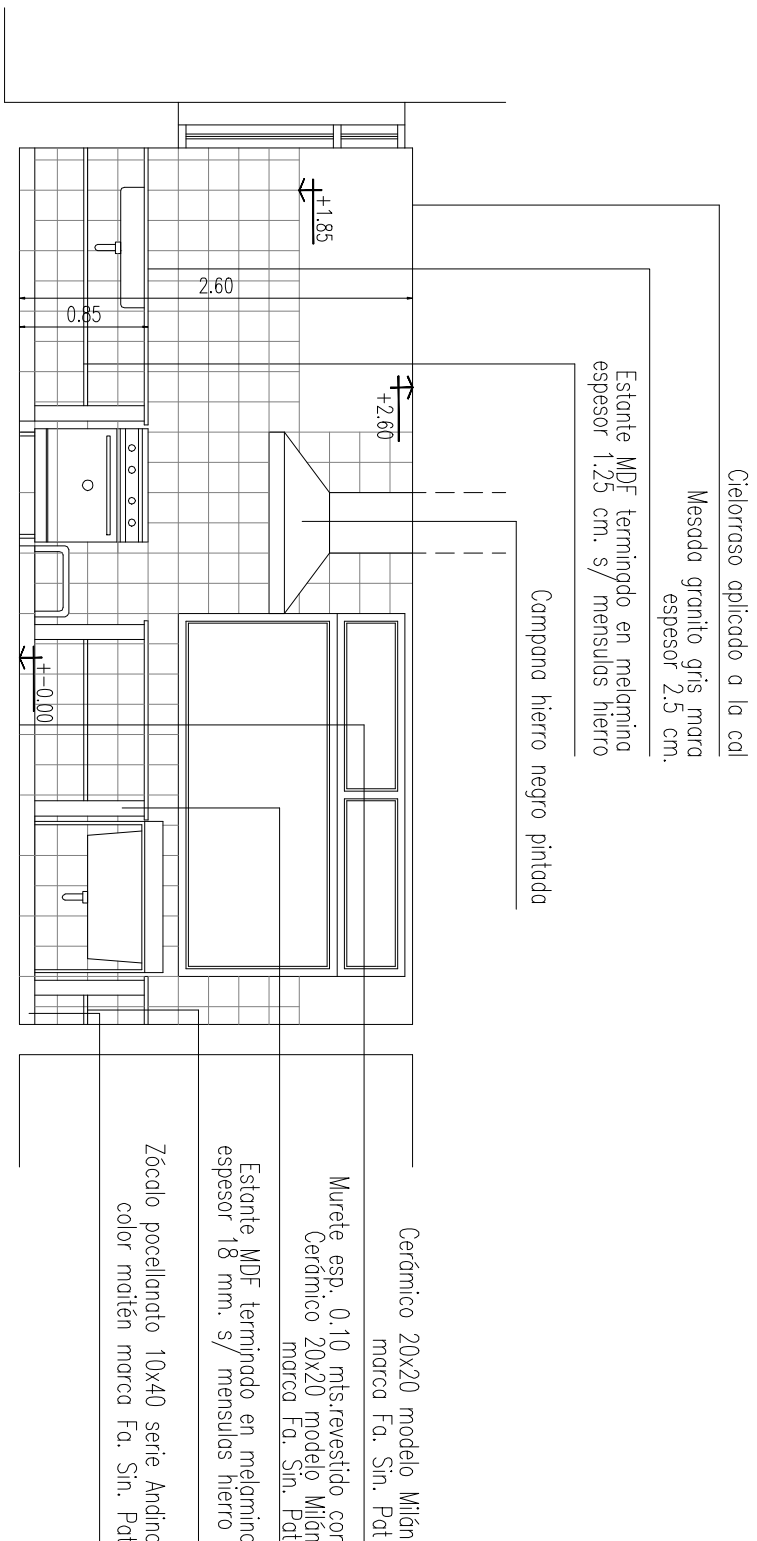 Cielorraso aplicado a la cal
Mesada granito gris mara
espesor 2.5 cm.
Estante MDF terminado en melamina
espesor 1.25 cm. s/ mensulas hierro
Campana hierro negro pintada
+1.85
2.60
0.85
+2.60
+-0.00
Cerámico 20x20 modelo Milán
marca Fa. Sin. Pat
Murete esp. 0.10 mts.revestido con
Cerámico 20x20 modelo Milán
marca Fa. Sin. Pat
Estante MDF terminado en melamina
espesor 18 mm. s/ mensulas hierro
Zócalo pocellanato 10x40 serie Andino
color maitén marca Fa. Sin. Pat